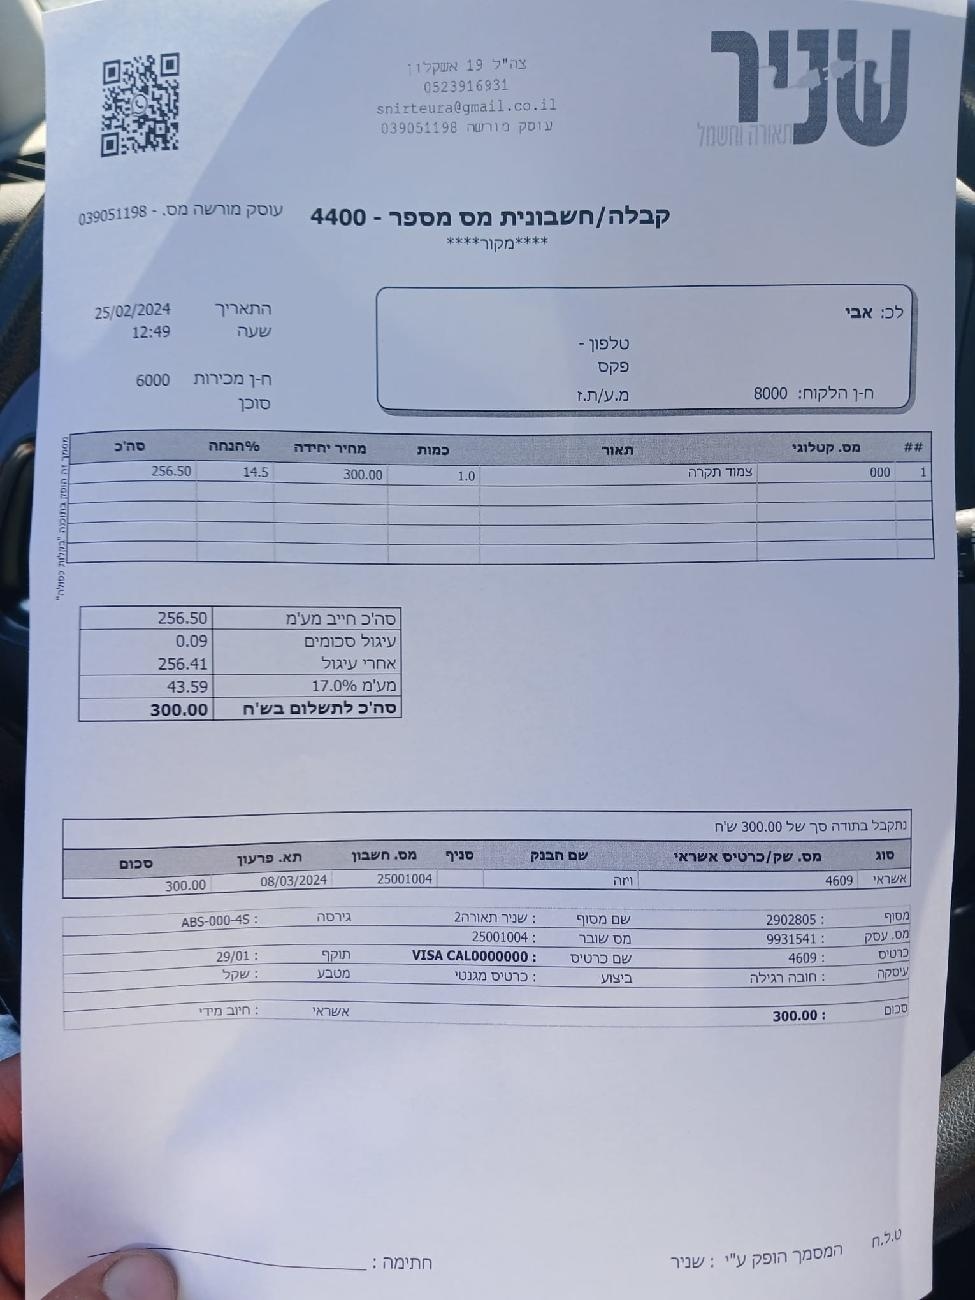 שניר
תאורה וחשמל
צה"ל 19 אשקלון
0523916931
snirteura@gmail.co.il
עוסק מורשה 039051198
קבלה/חשבונית מס מספר - 4400
עוסק מורשה מס. - 039051198
****מקור****
לכ: אבי
טלפון -
פקס
ח-ן הלקוח: 8000 מ.ע/ת.ז
התאריך 25/02/2024
שעה 12:49
ח-ן מכירות 6000
סוכן
## מס. קטלוגי תאור כמות מחיר יחידה %הנחה סה'כ
1 000 צמוד תקרה 1.0 300.00 14.5 256.50
מסמך זה הופק בתוכנה "בקלות כפולה"
סה'כ חייב מע'מ 256.50
עיגול סכומים 0.09
אחרי עיגול 256.41
מע'מ 17.0% 43.59
סה'כ לתשלום בש'ח 300.00
נתקבל בתודה סך של 300.00 ש'ח
סוג מס. שק/כרטיס אשראי שם הבנק סניף מס. חשבון תא. פרעון סכום
אשראי 4609 ויזה 25001004 08/03/2024 300.00
מסוף : 2902805 שם מסוף : שניר תאורה2 גירסה : ABS-000-45
מס. עסק : 9931541 מס שובר : 25001004
כרטיס : 4609 שם כרטיס : VISA CAL0000000 תוקף : 29/01
עיסקה : חובה רגילה ביצוע : כרטיס מגנטי מטבע : שקל
סכום : 300.00 אשראי : חיוב מידי
ט.ל.ח
המסמך הופק ע"י : שניר חתימה :